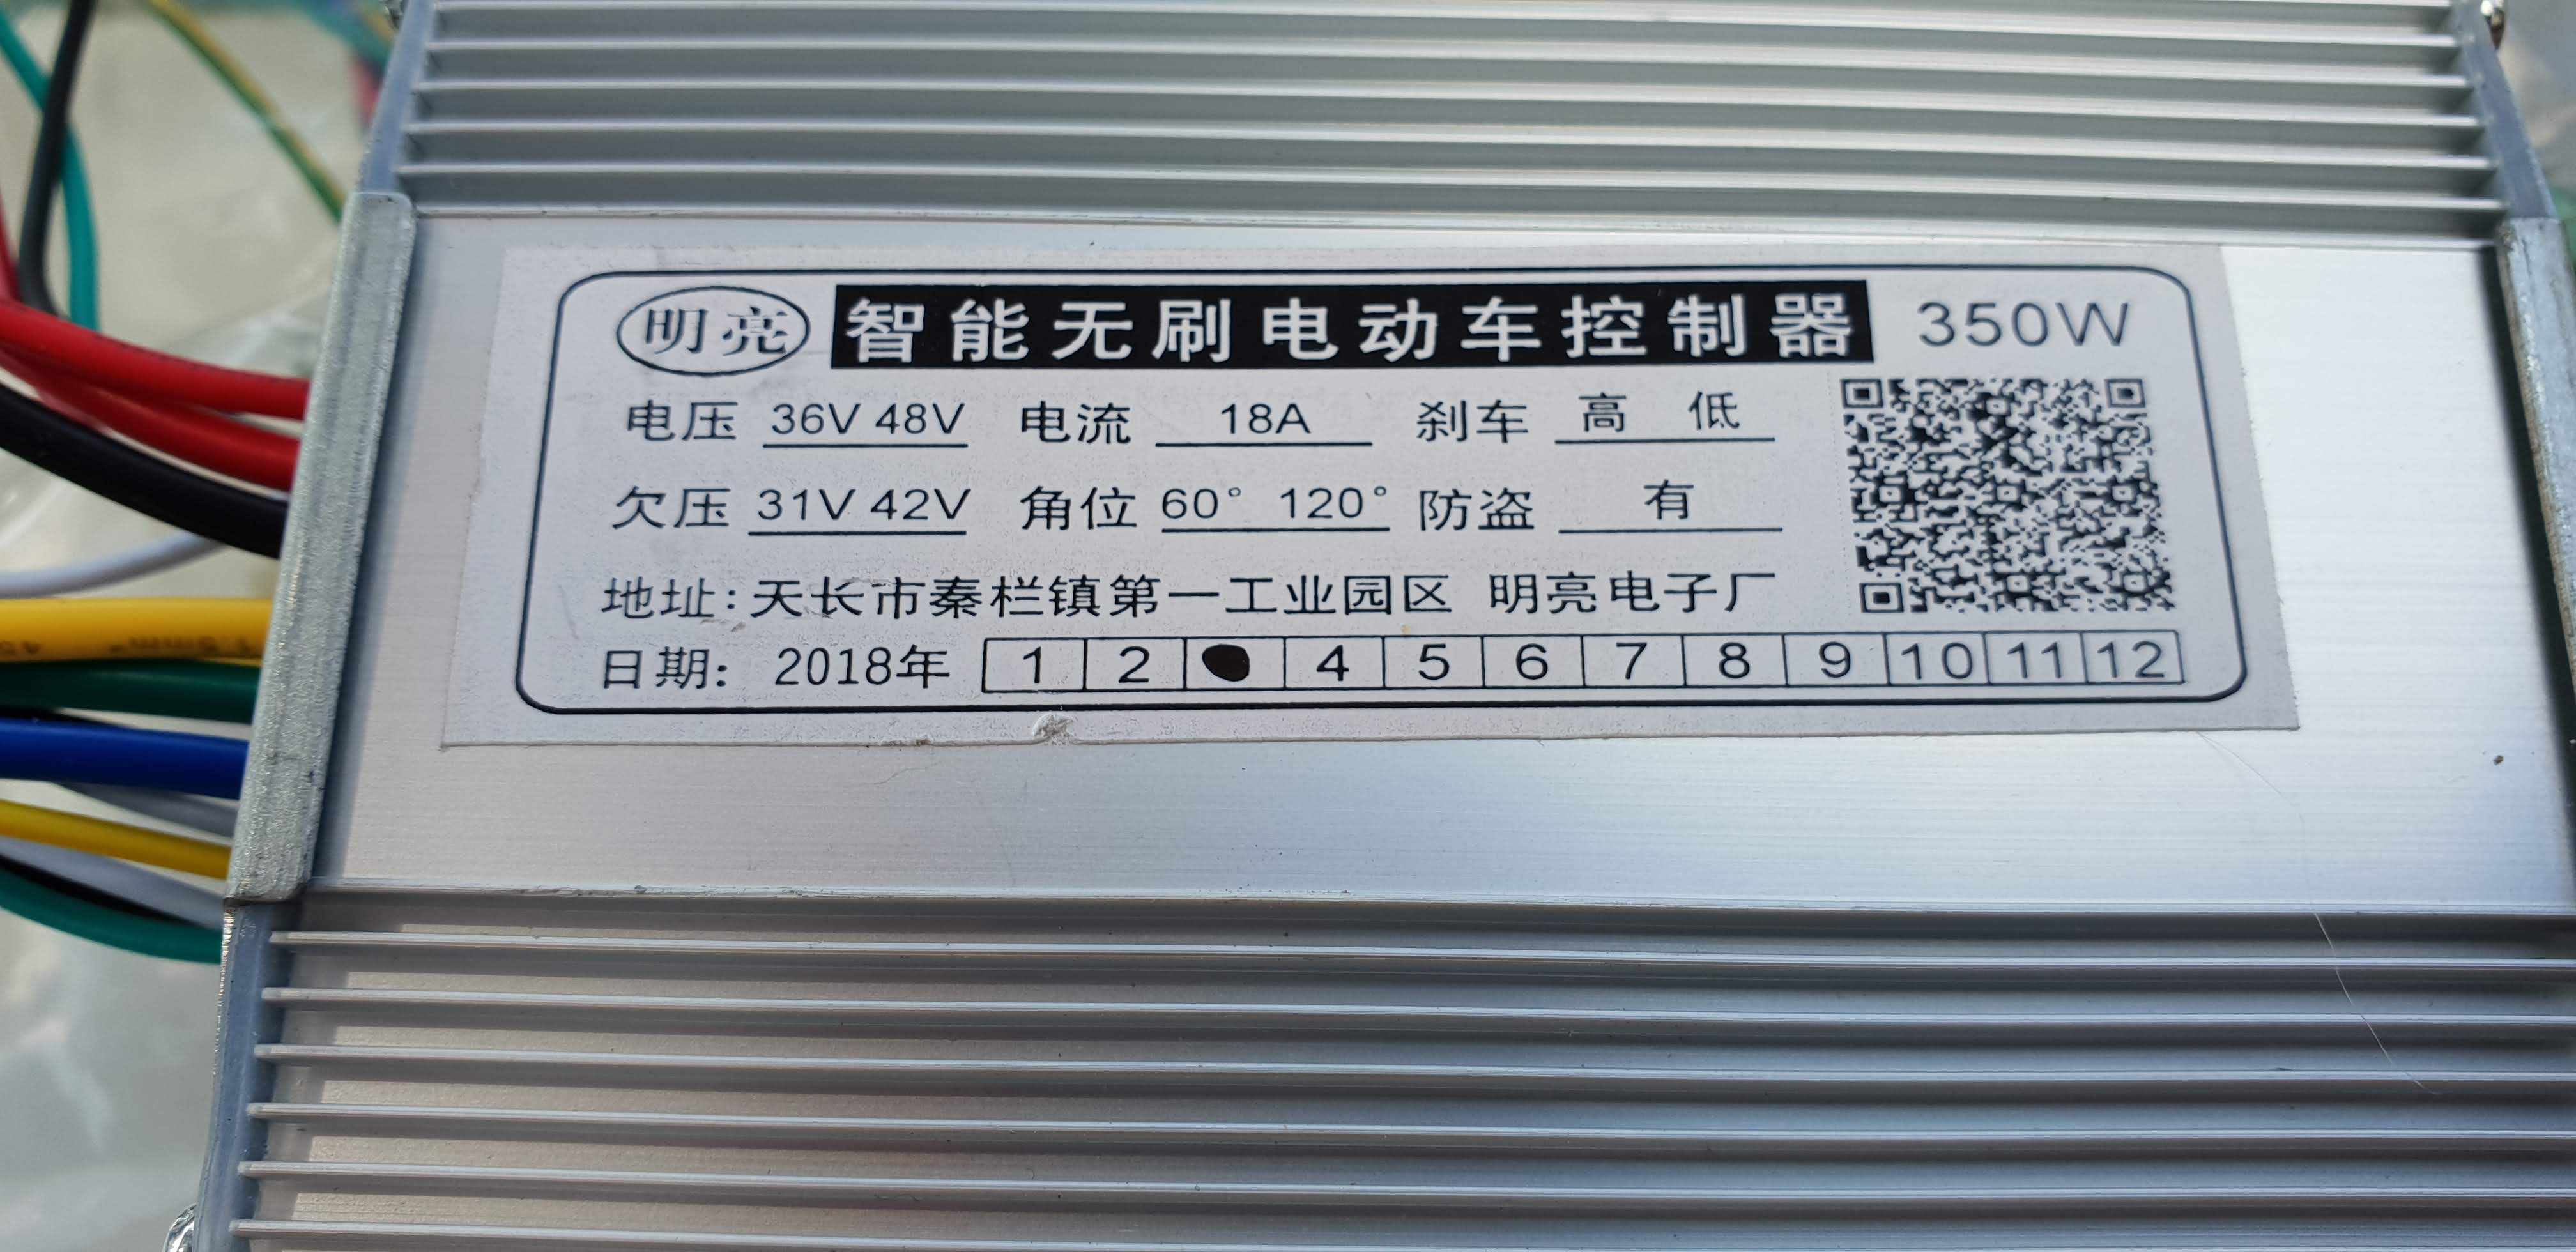 明亮 智能无刷电动车控制器 350W
电压 36V 48V 电流 18A 刹车 高 低
欠压 31V 42V 角位 60° 120° 防盗 有
地址:天长市秦栏镇第一工业园区 明亮电子厂
日期: 2018年 1 2 4 5 6 7 8 9 10 11 12